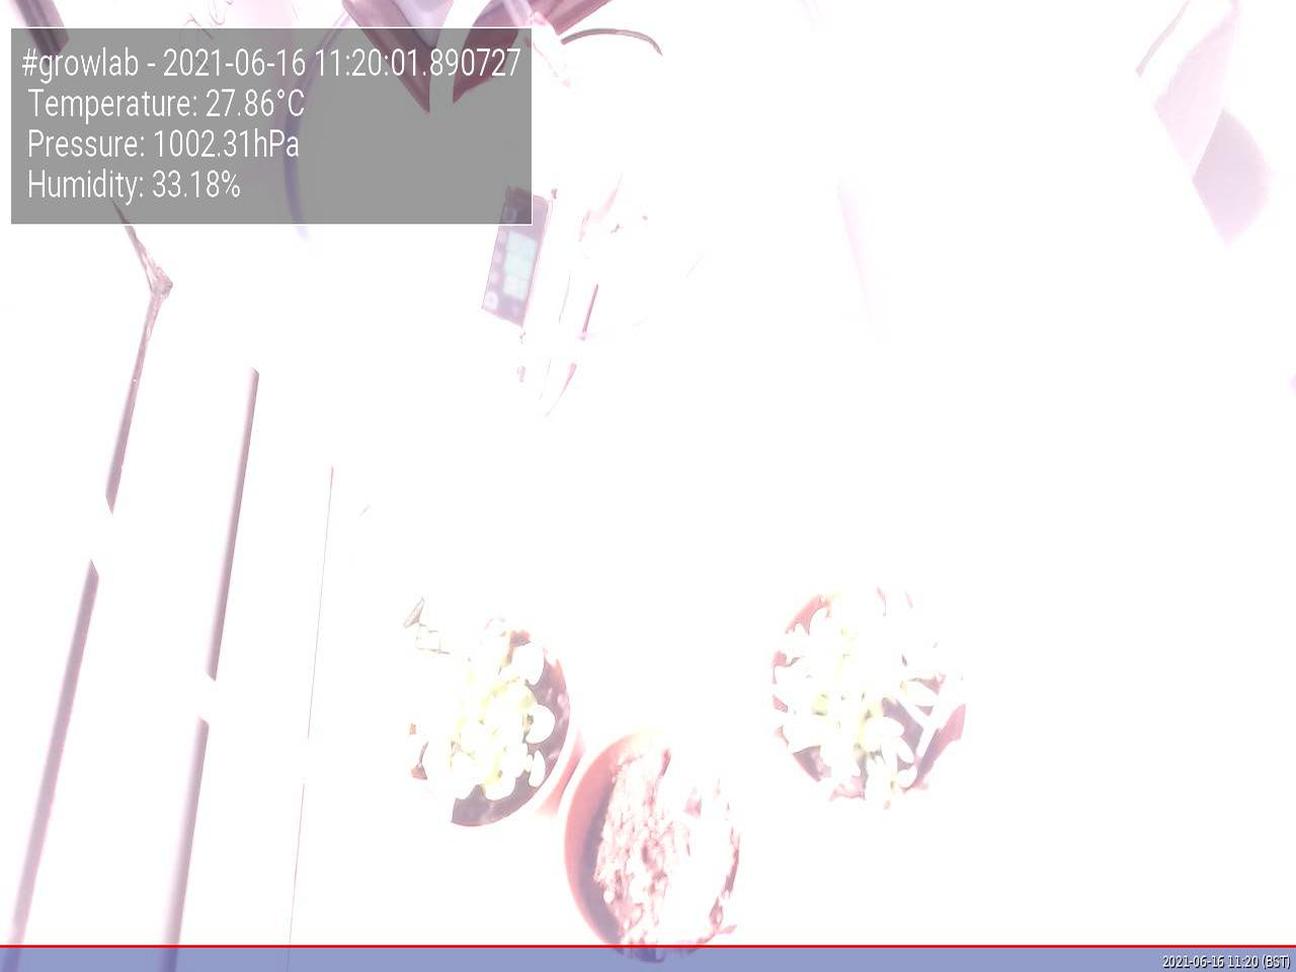 #growlab - 2021-06-16 11:20:01.890727
Temperature: 27.86°C
Pressure: 1002.31hPa
Humidity: 33.18%
2021-06-16 11:20 (BST)